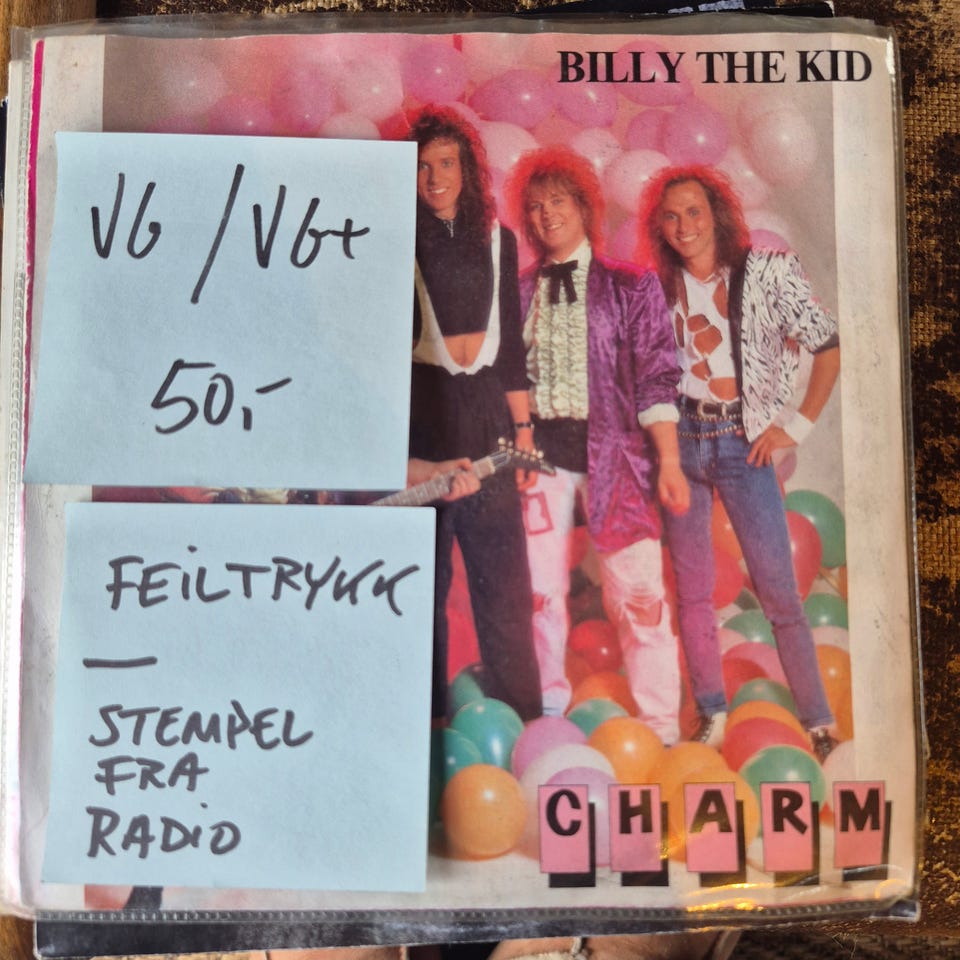 BILLY THE KID
VG / VG+
50,-
FEILTRYKK
—
STEMPEL
FRA
RADIO
CHARM